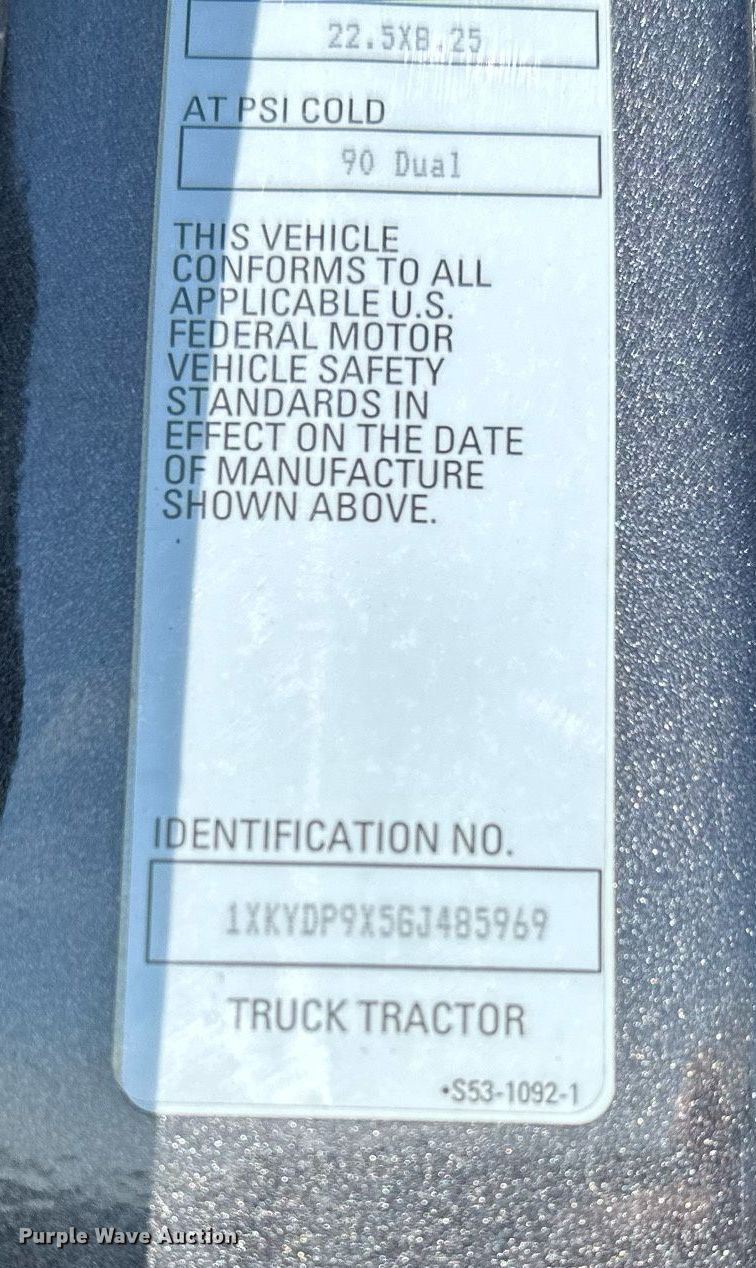 22.5X8.25
AT PSI COLD
90 Dual
THIS VEHICLE
CONFORMS TO ALL
APPLICABLE U.S.
FEDERAL MOTOR
VEHICLE SAFETY
STANDARDS IN
EFFECT ON THE DATE
OF MANUFACTURE
SHOWN ABOVE.
IDENTIFICATION NO.
1XKYDP9X5GJ485969
TRUCK TRACTOR
•S53-1092-1
Purple Wave Auction